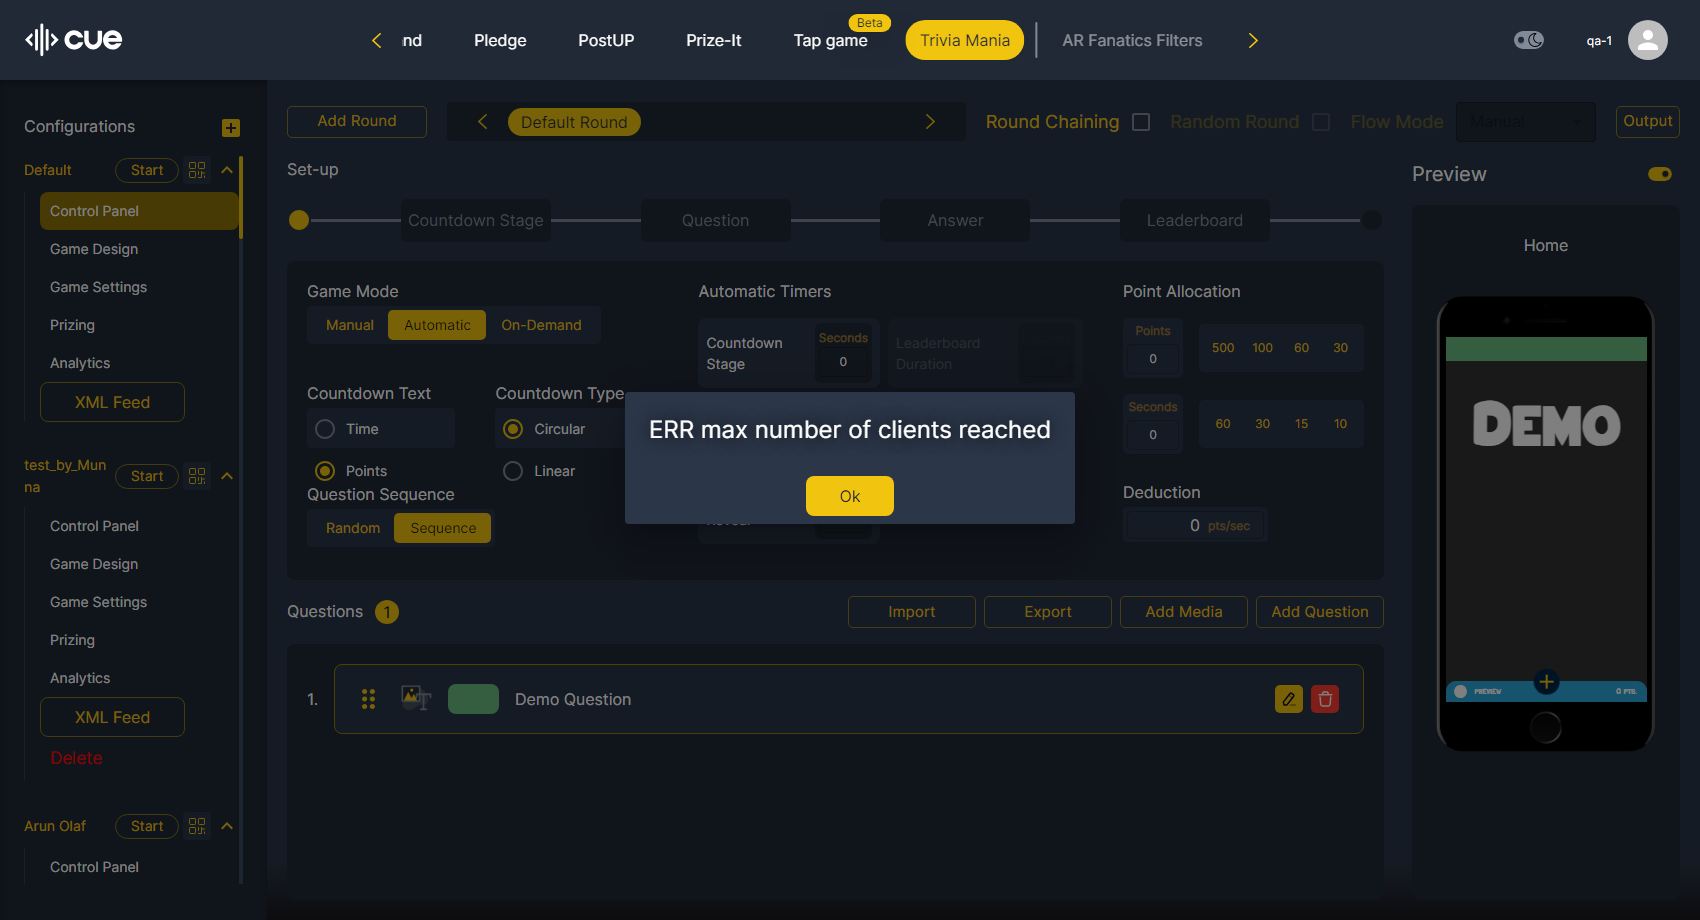 cue
nd
Pledge
PostUP
Prize-It
Tap game
Beta
Trivia Mania
AR Fanatics Filters
qa-1
Configurations
Default
Start
Control Panel
Game Design
Game Settings
Prizing
Analytics
XML Feed
test_by_Mun
na
Start
Control Panel
Game Design
Game Settings
Prizing
Analytics
XML Feed
Delete
Arun Olaf
Start
Control Panel
Add Round
Default Round
Round Chaining
Random Round
Flow Mode
Manual
Output
Set-up
Countdown Stage
Question
Answer
Leaderboard
Game Mode
Manual
Automatic
On-Demand
Countdown Text
Time
Points
Countdown Type
Circular
Linear
Question Sequence
Random
Sequence
Automatic Timers
Countdown
Stage
Seconds
0
Leaderboard
Duration
Point Allocation
Points
0
500 100 60 30
Seconds
0
60 30 15 10
Deduction
0 pts/sec
ERR max number of clients reached
Ok
Questions 1
Import
Export
Add Media
Add Question
1.
Demo Question
Preview
Home
DEMO
PREVIEW
0 PTS.